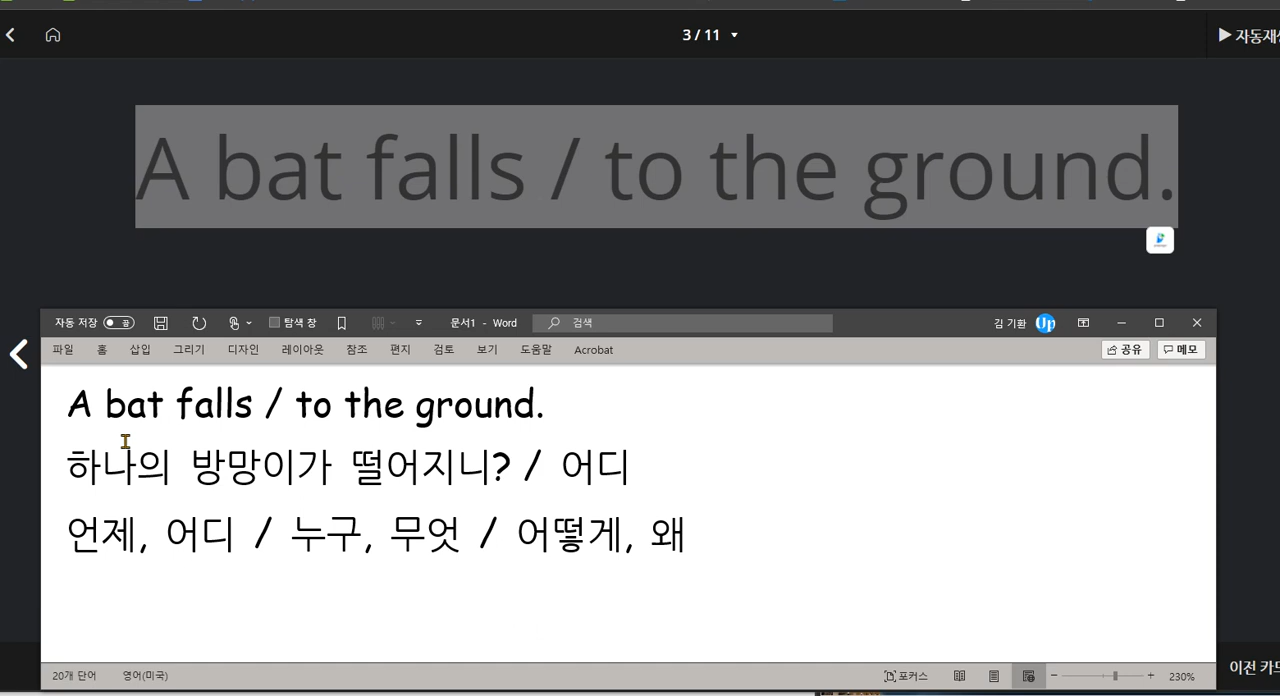 3 / 11
자동재생
A bat falls / to the ground.
자동 저장 끔 탐색 창 문서1 - Word 검색 김 기환 Up
파일 홈 삽입 그리기 디자인 레이아웃 참조 편지 검토 보기 도움말 Acrobat 공유 메모
A bat falls / to the ground.
하나의 방망이가 떨어지니? / 어디
언제, 어디 / 누구, 무엇 / 어떻게, 왜
20개 단어 영어(미국) 포커스 - + 230%
이전 카드